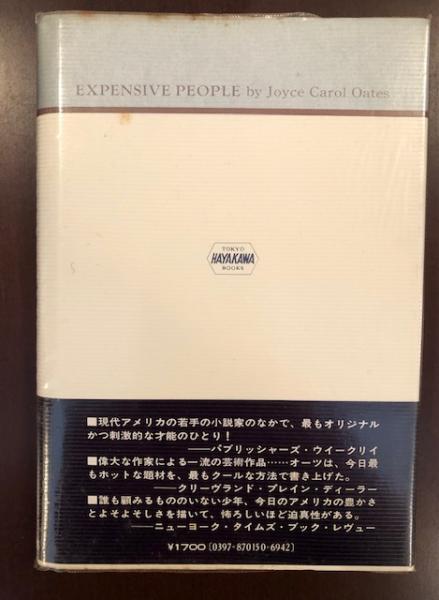 EXPENSIVE PEOPLE by Joyce Carol Oates
TOKYO
HAYAKAWA
BOOKS
■現代アメリカの若手の小説家のなかで、最もオリジナル
かつ刺激的な才能のひとり!
——パブリッシャーズ・ウイークリイ
■偉大な作家による一流の芸術作品……オーツは、今日最
もホットな題材を、最もクールな方法で書き上げた。
——クリーヴランド・プレイン・ディーラー
■誰も顧みるもののいない少年、今日のアメリカの豊かさ
とよそよそしさを描いて、怖ろしいほど迫真性がある。
——ニューヨーク・タイムズ・ブック・レヴュー
¥1700 [0397-870150-6942]